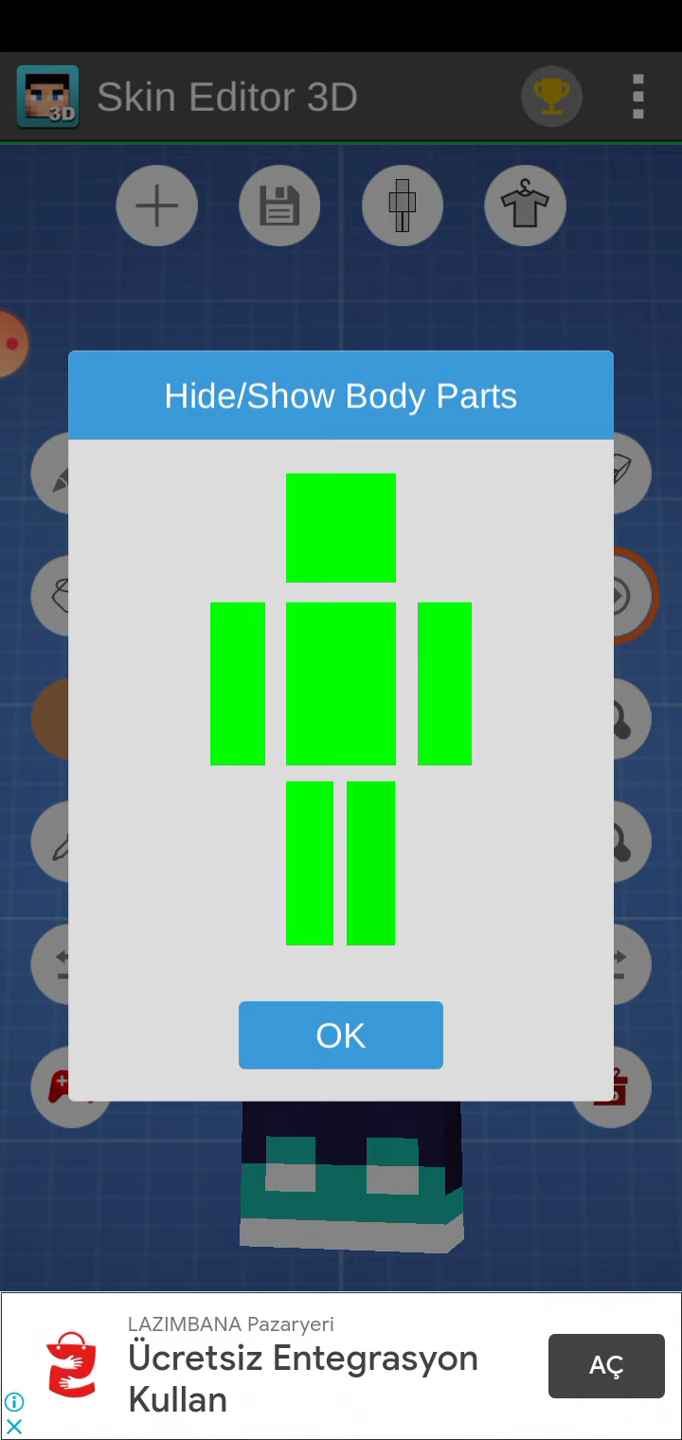 3D
Skin Editor 3D
Hide/Show Body Parts
OK
LAZIMBANA Pazaryeri
Ücretsiz Entegrasyon
Kullan
AÇ